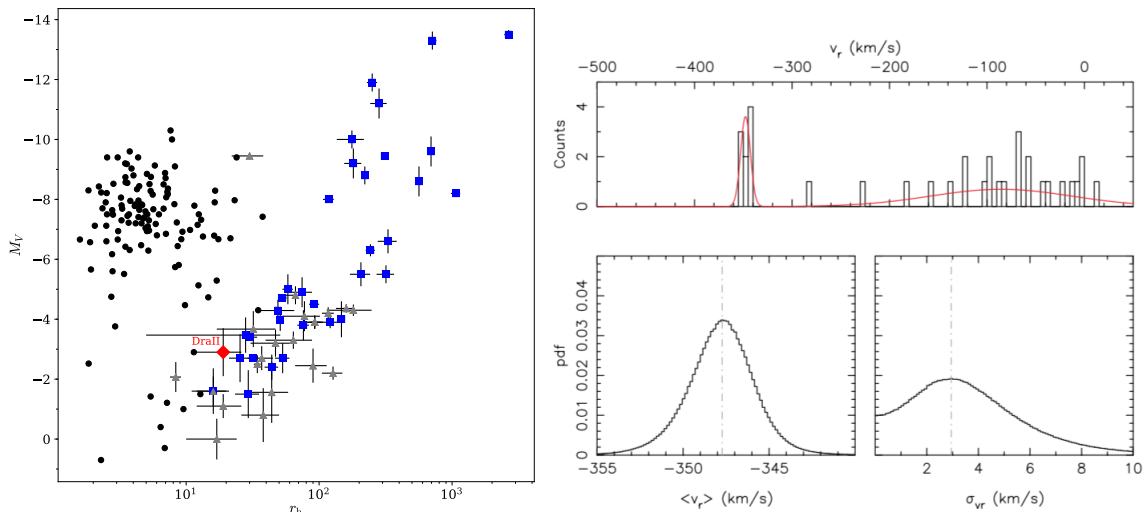 −14
−12
−10
−8
−6
−4
−2
0
M_V
DraII
10¹
10²
10³
r_h
v_r (km/s)
−500 −400 −300 −200 −100 0
Counts
4
2
0
pdf
0.04
0.03
0.02
0.01
0
−355 −350 −345
<v_r> (km/s)
2 4 6 8 10
σ_vr (km/s)